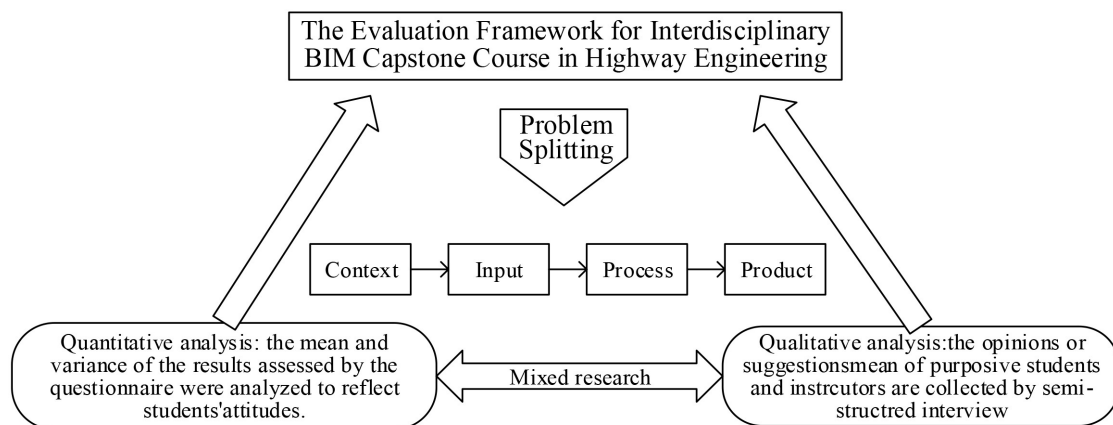 The Evaluation Framework for Interdisciplinary
BIM Capstone Course in Highway Engineering
Problem
Splitting
Context
Input
Process
Product
Quantitative analysis: the mean and
variance of the results assessed by the
questionnaire were analyzed to reflect
students'attitudes.
Mixed research
Qualitative analysis:the opinions or
suggestionsmean of purposive students
and instrcutors are collected by semi-
structred interview